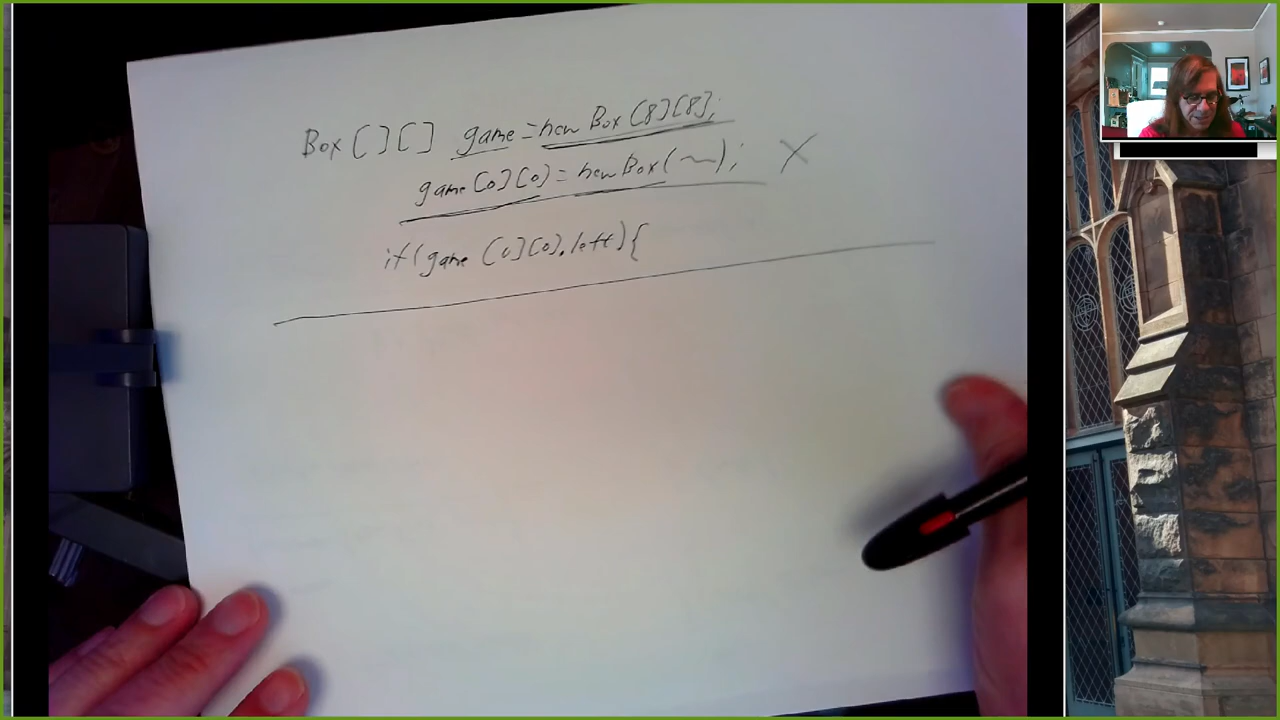 Box [][] game = new Box [8][8];
game [0][0] = new Box (~); X
if (game [0][0].left) {